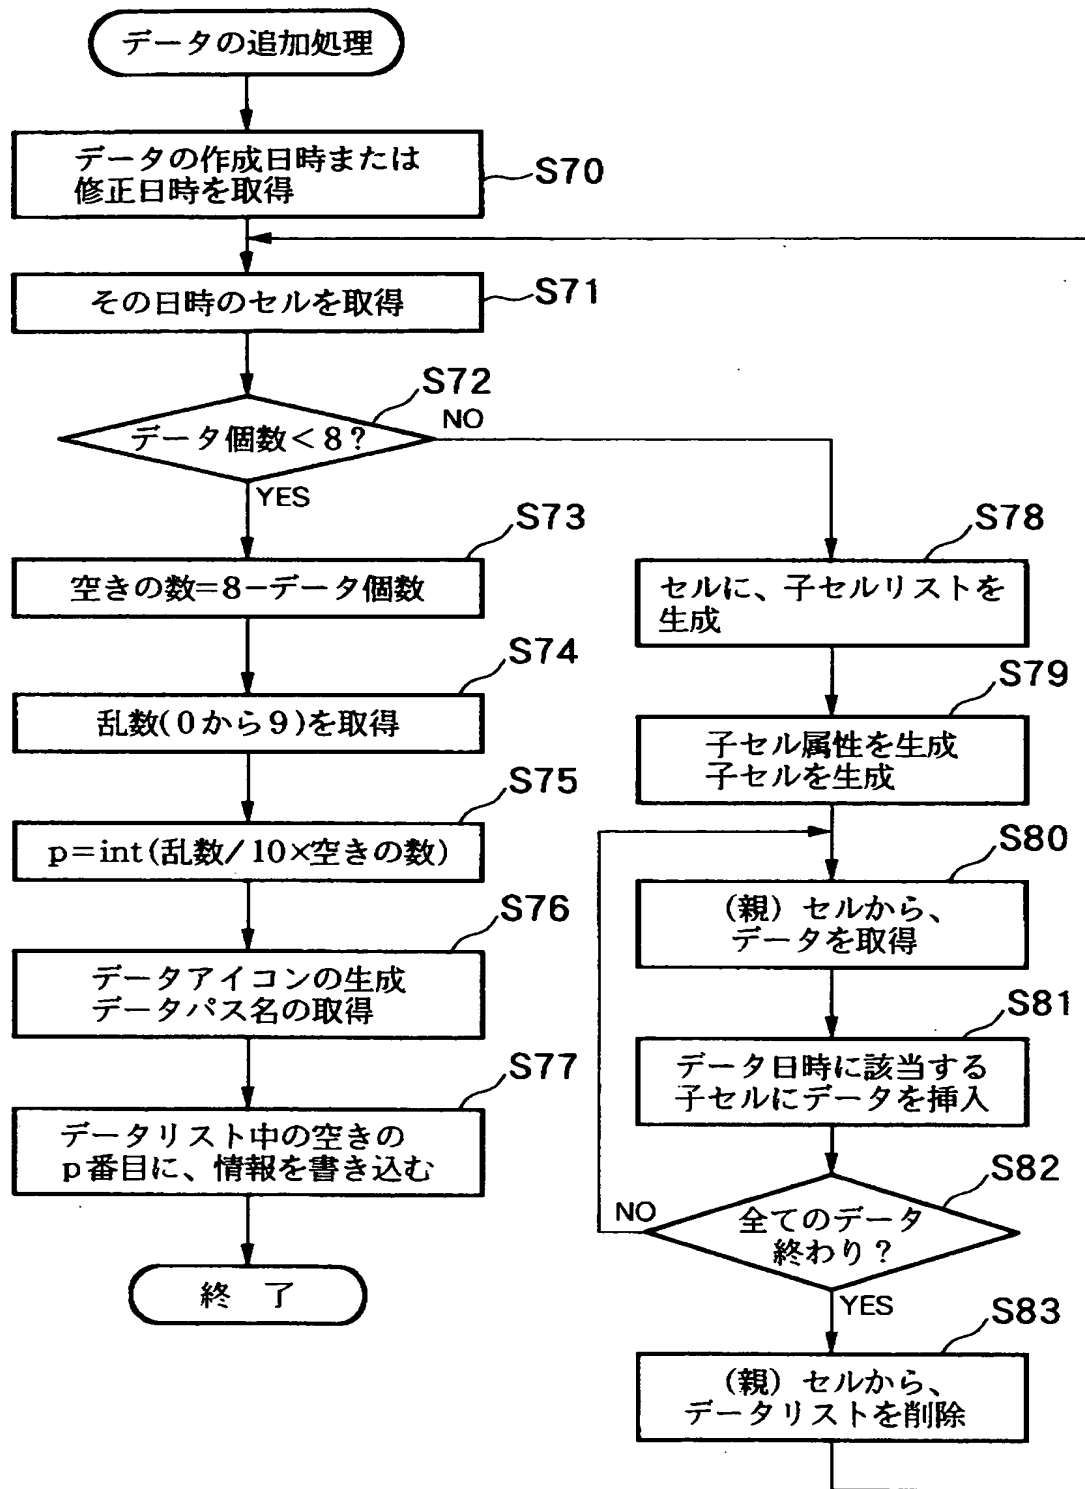 データの追加処理
データの作成日時または
修正日時を取得
S70
その日時のセルを取得
S71
S72
データ個数<8?
NO
YES
S73
空きの数=8−データ個数
S74
乱数(0から9)を取得
S75
p=int(乱数/10×空きの数)
S76
データアイコンの生成
データパス名の取得
S77
データリスト中の空きの
p番目に、情報を書き込む
終 了
S78
セルに、子セルリストを
生成
S79
子セル属性を生成
子セルを生成
S80
(親)セルから、
データを取得
S81
データ日時に該当する
子セルにデータを挿入
S82
全てのデータ
終わり?
NO
YES
S83
(親)セルから、
データリストを削除